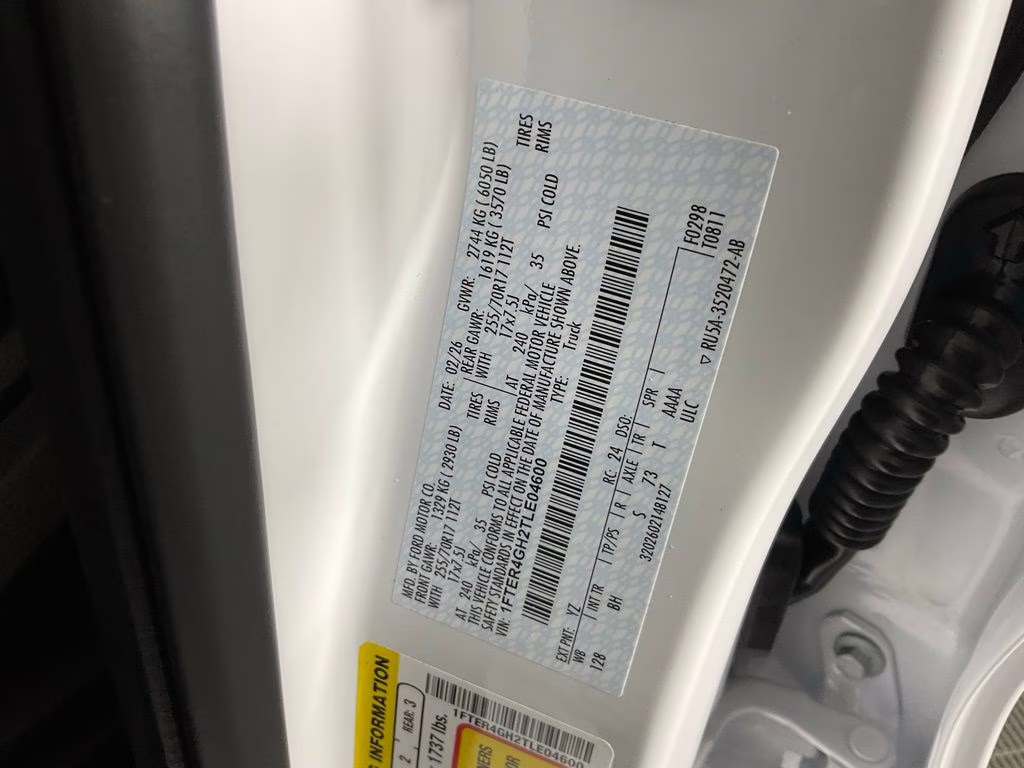 MFD. BY FORD MOTOR CO.
DATE: 02/26
GVWR: 2744 KG ( 6050 LB)
FRONT GAWR: 1329 KG ( 2930 LB)
REAR GAWR: 1619 KG ( 3570 LB)
WITH 255/70R17 112T TIRES
WITH 255/70R17 112T TIRES
17x7.5J RIMS
17x7.5J RIMS
AT 240 kPa/ 35 PSI COLD
AT 240 kPa/ 35 PSI COLD
THIS VEHICLE CONFORMS TO ALL APPLICABLE FEDERAL MOTOR VEHICLE
SAFETY STANDARDS IN EFFECT ON THE DATE OF MANUFACTURE SHOWN ABOVE.
VIN: 1FTER4GH2TLE04600
TYPE: Truck
EXT PNT: YZ RC: 24 DSO:
WB INT TR TP/PS R AXLE TR SPR
128 BH S 73 T AAAA
F0298
T0811
320260214B127
ULC
▽ RU5A-3520472-AB
INFORMATION
2 REAR: 3
1737 lbs.
1FTER4GH2TLE04600